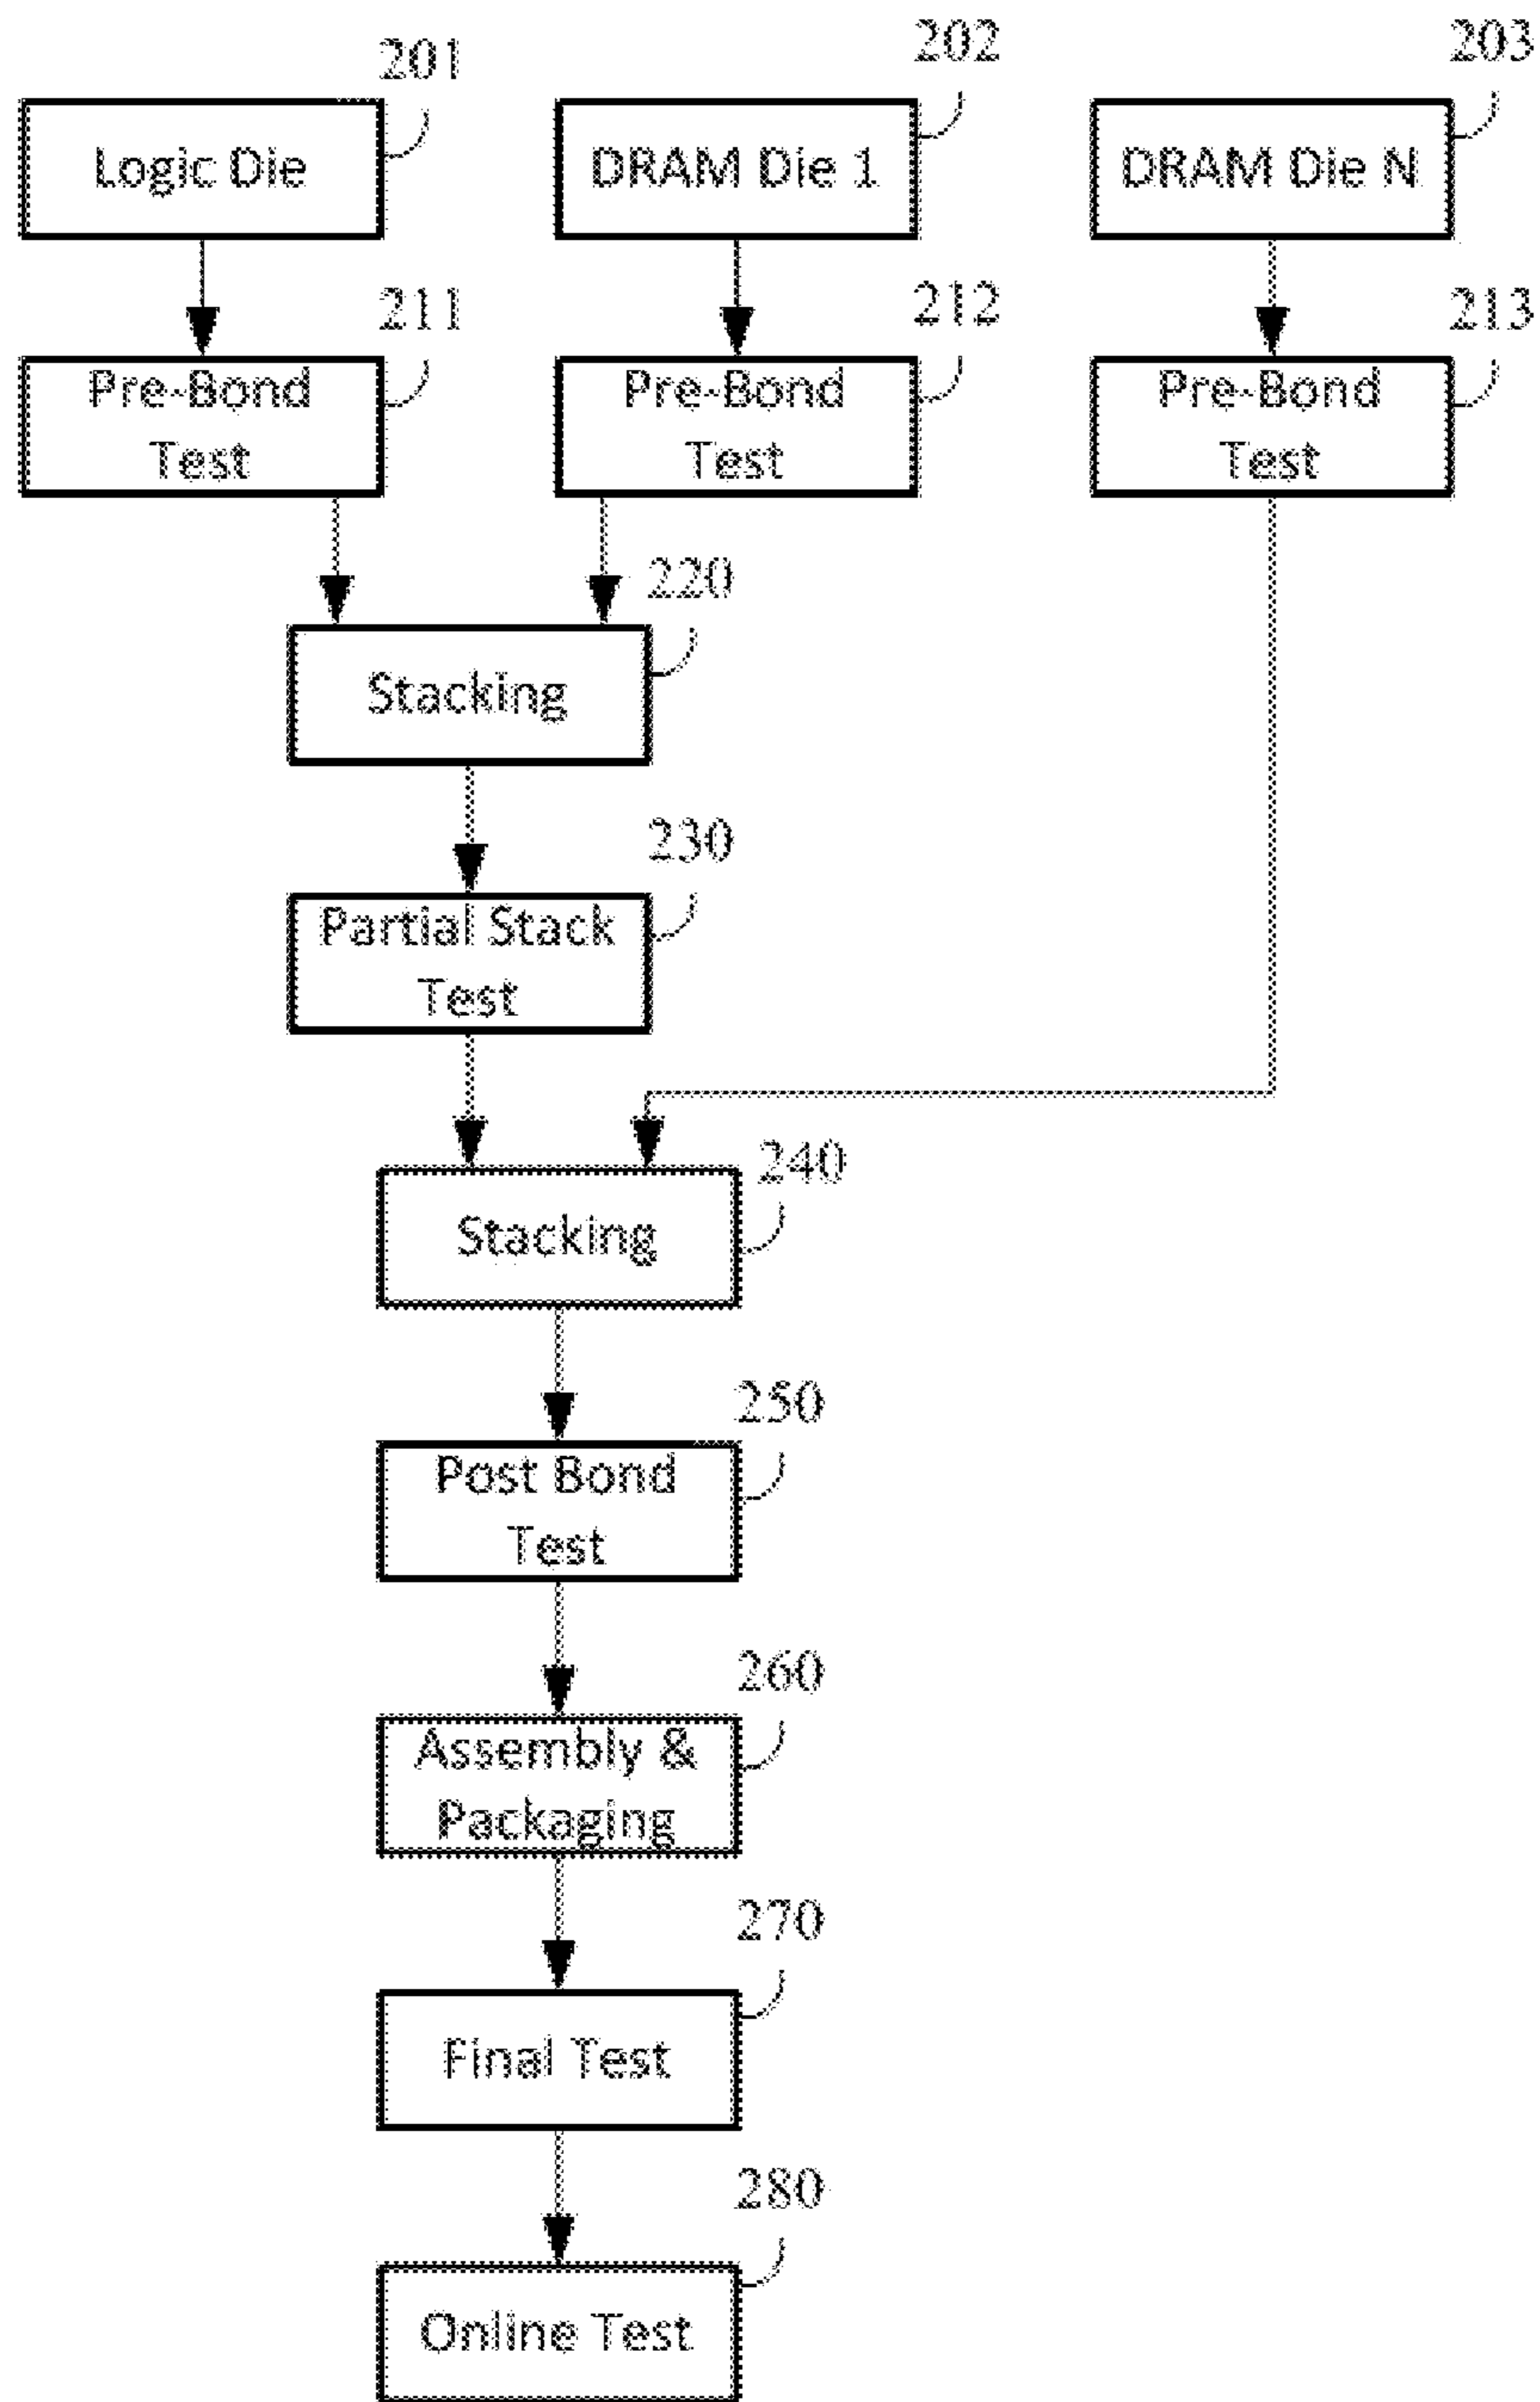 201
202
203
Logic Die
DRAM Die 1
DRAM Die N
211
212
213
Pre-Bond
Test
Pre-Bond
Test
Pre-Bond
Test
220
Stacking
230
Partial Stack
Test
240
Stacking
250
Post Bond
Test
260
Assembly &
Packaging
270
Final Test
280
Online Test